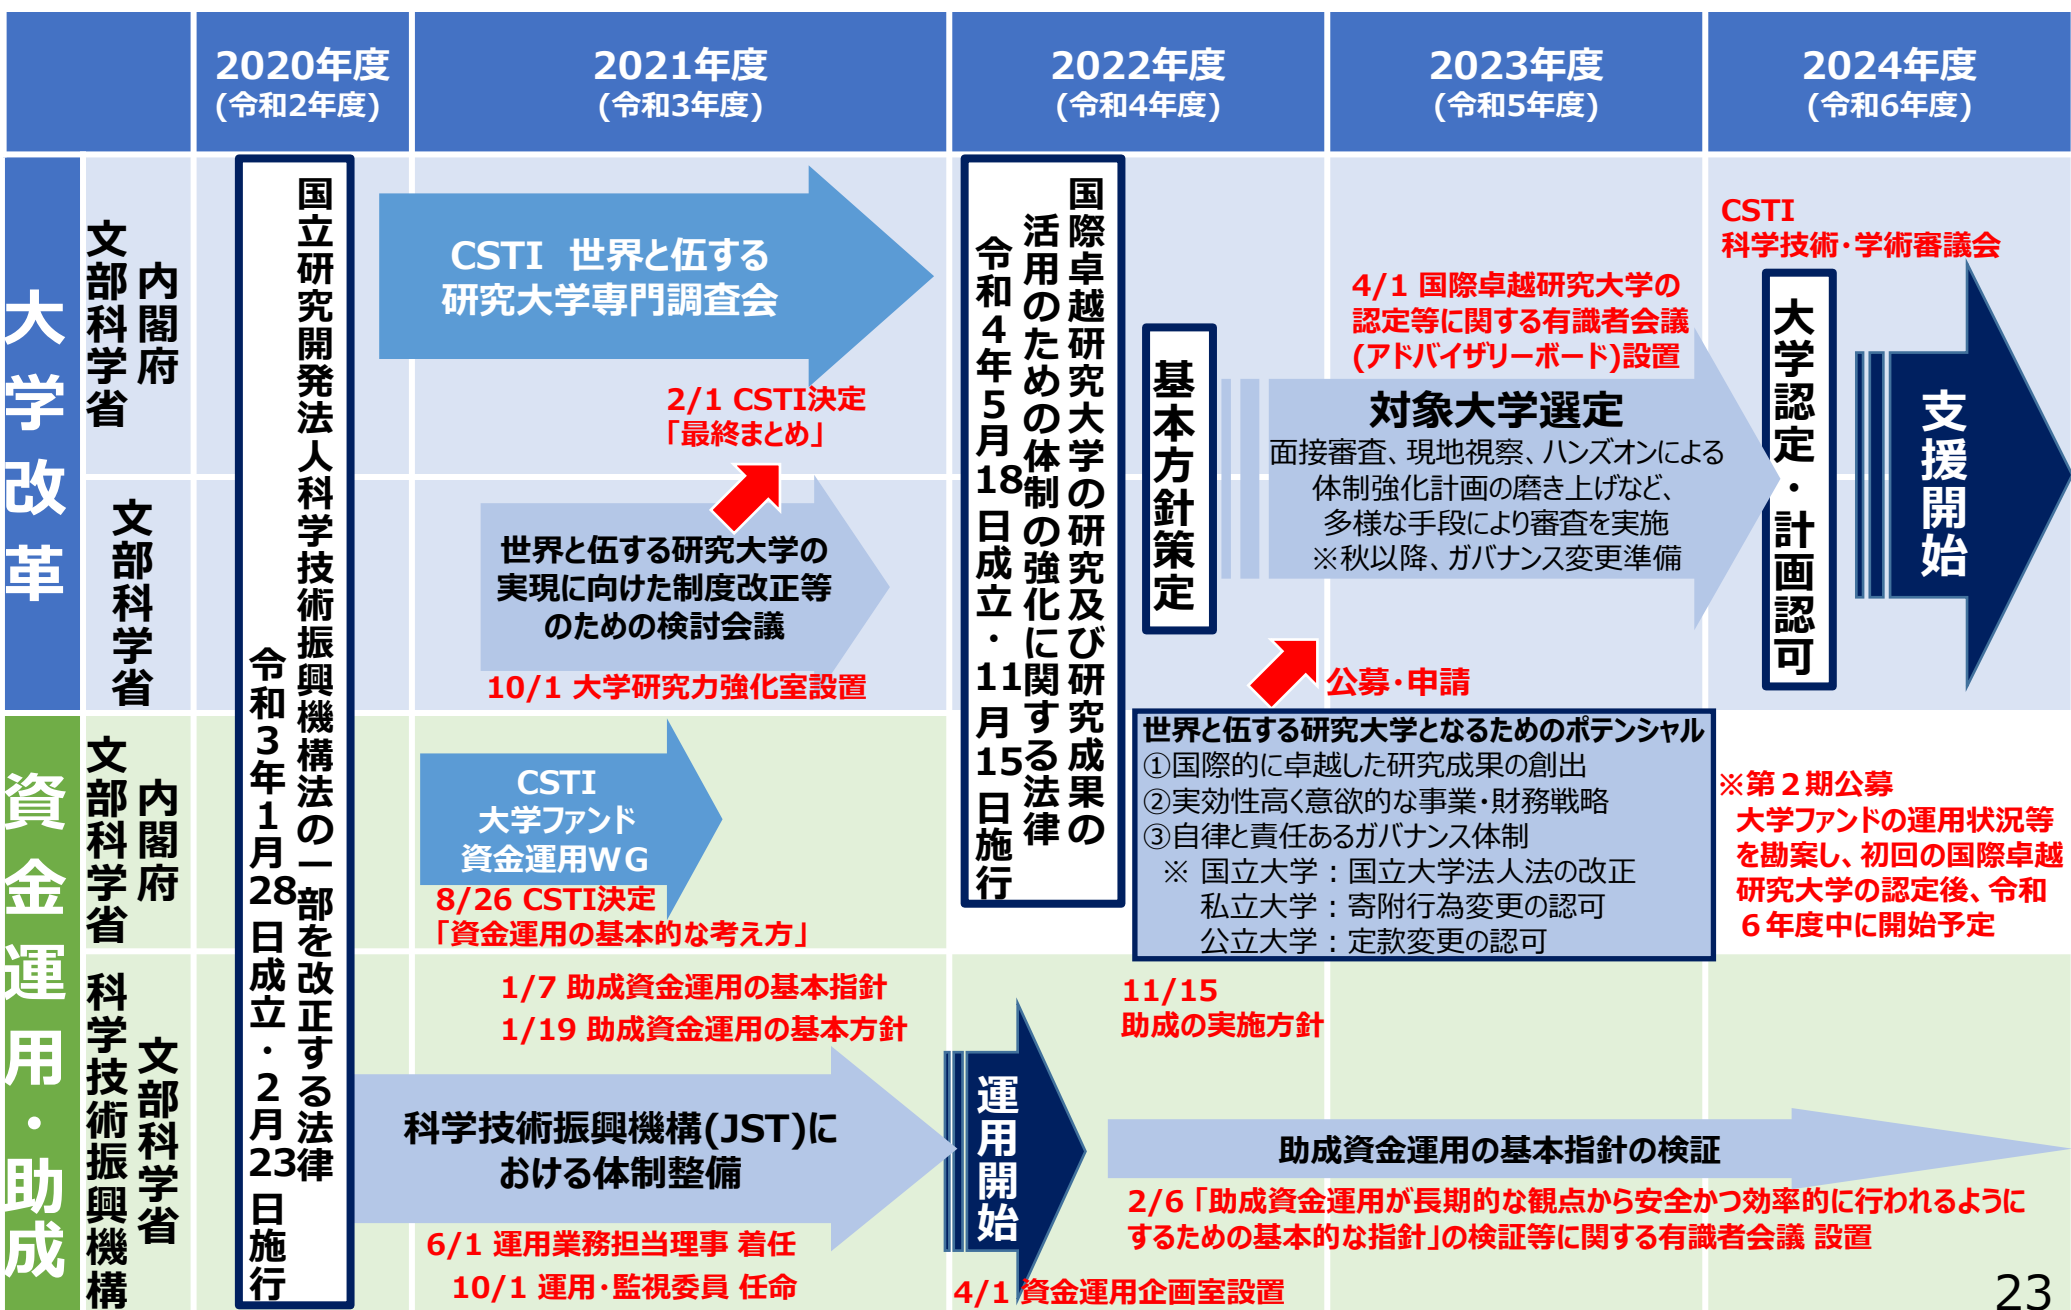 2020年度
(令和2年度)
2021年度
(令和3年度)
2022年度
(令和4年度)
2023年度
(令和5年度)
2024年度
(令和6年度)
大学改革
内閣府
文部科学省
文部科学省
資金運用・助成
内閣府
文部科学省
文部科学省
科学技術振興機構
国立研究開発法人科学技術振興機構法の一部を改正する法律
令和3年1月28日成立・2月23日施行
CSTI 世界と伍する
研究大学専門調査会
2/1 CSTI決定
「最終まとめ」
世界と伍する研究大学の
実現に向けた制度改正等
のための検討会議
10/1 大学研究力強化室設置
国際卓越研究大学の研究及び研究成果の
活用のための体制の強化に関する法律
令和4年5月18日成立・11月15日施行
基本方針策定
4/1 国際卓越研究大学の
認定等に関する有識者会議
(アドバイザリーボード)設置
対象大学選定
面接審査、現地視察、ハンズオンによる
体制強化計画の磨き上げなど、
多様な手段により審査を実施
※秋以降、ガバナンス変更準備
公募・申請
CSTI
科学技術・学術審議会
大学認定・計画認可
支援開始
CSTI
大学ファンド
資金運用WG
8/26 CSTI決定
「資金運用の基本的な考え方」
世界と伍する研究大学となるためのポテンシャル
①国際的に卓越した研究成果の創出
②実効性高く意欲的な事業・財務戦略
③自律と責任あるガバナンス体制
※ 国立大学：国立大学法人法の改正
私立大学：寄附行為変更の認可
公立大学：定款変更の認可
※第２期公募
大学ファンドの運用状況等
を勘案し、初回の国際卓越
研究大学の認定後、令和
６年度中に開始予定
1/7 助成資金運用の基本指針
1/19 助成資金運用の基本方針
科学技術振興機構(JST)に
おける体制整備
6/1 運用業務担当理事 着任
10/1 運用・監視委員 任命
運用開始
4/1 資金運用企画室設置
11/15
助成の実施方針
助成資金運用の基本指針の検証
2/6「助成資金運用が長期的な観点から安全かつ効率的に行われるように
するための基本的な指針」の検証等に関する有識者会議 設置
23